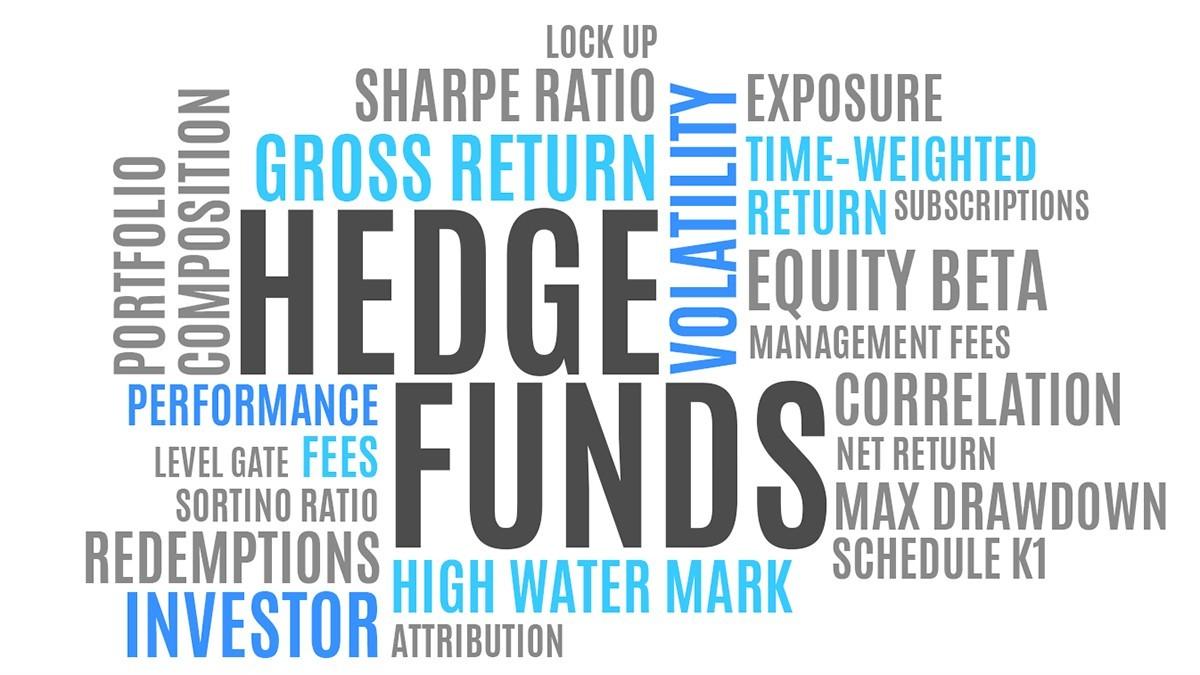 LOCK UP
SHARPE RATIO
GROSS RETURN
PORTFOLIO
COMPOSITION
HEDGE
FUNDS
VOLATILITY
EXPOSURE
TIME-WEIGHTED
RETURN SUBSCRIPTIONS
EQUITY BETA
MANAGEMENT FEES
PERFORMANCE
LEVEL GATE FEES
SORTINO RATIO
REDEMPTIONS
INVESTOR
CORRELATION
NET RETURN
MAX DRAWDOWN
SCHEDULE K1
HIGH WATER MARK
ATTRIBUTION